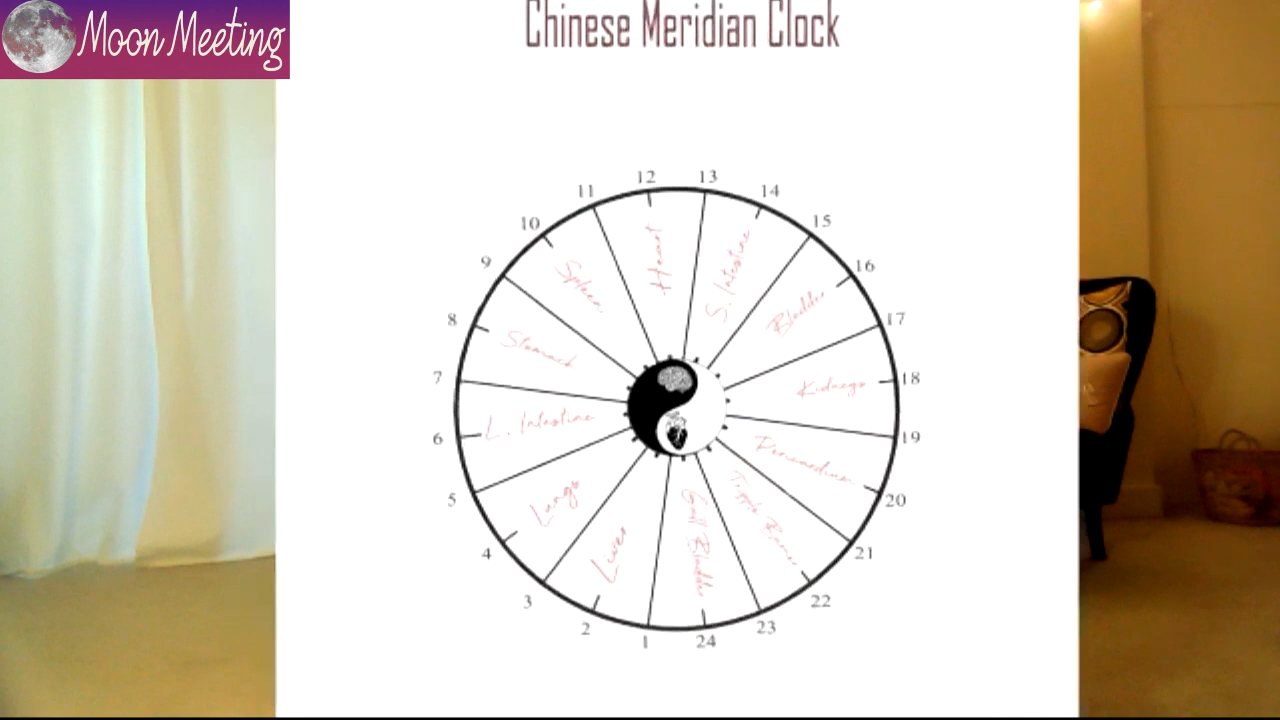 Moon Meeting
Chinese Meridian Clock
12
13
11
14
10
15
9
16
8
17
7
18
6
19
5
20
4
21
3
22
2
23
1
24
Heart
S. Intestine
Bladder
Kidneys
Pericardium
Tripple Burner
Gall Bladder
Liver
Lungs
L. Intestine
Stomach
Spleen